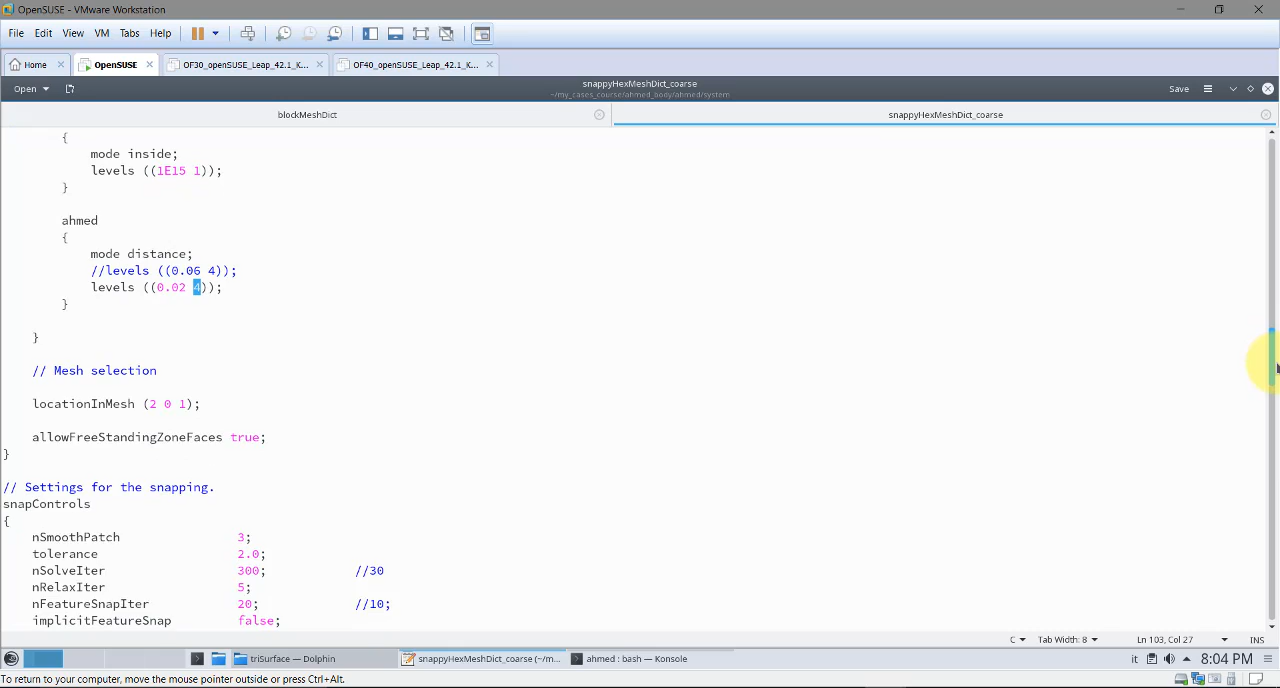 OpenSUSE - VMware Workstation
File Edit View VM Tabs Help
Home OpenSUSE OF30_openSUSE_Leap_42.1_K... OF40_openSUSE_Leap_42.1_K...
Open snappyHexMeshDict_coarse Save
~/my_cases_course/ahmed_body/ahmed/system
blockMeshDict snappyHexMeshDict_coarse
{
mode inside;
levels ((1E15 1));
}
ahmed
{
mode distance;
//levels ((0.06 4));
levels ((0.02 4));
}
}
// Mesh selection
locationInMesh (2 0 1);
allowFreeStandingZoneFaces true;
}
// Settings for the snapping.
snapControls
{
nSmoothPatch 3;
tolerance 2.0;
nSolveIter 300; //30
nRelaxIter 5;
nFeatureSnapIter 20; //10;
implicitFeatureSnap false;
C Tab Width: 8 Ln 103, Col 27 INS
triSurface — Dolphin snappyHexMeshDict_coarse (~/m... ahmed : bash — Konsole it 8:04 PM
To return to your computer, move the mouse pointer outside or press Ctrl+Alt.